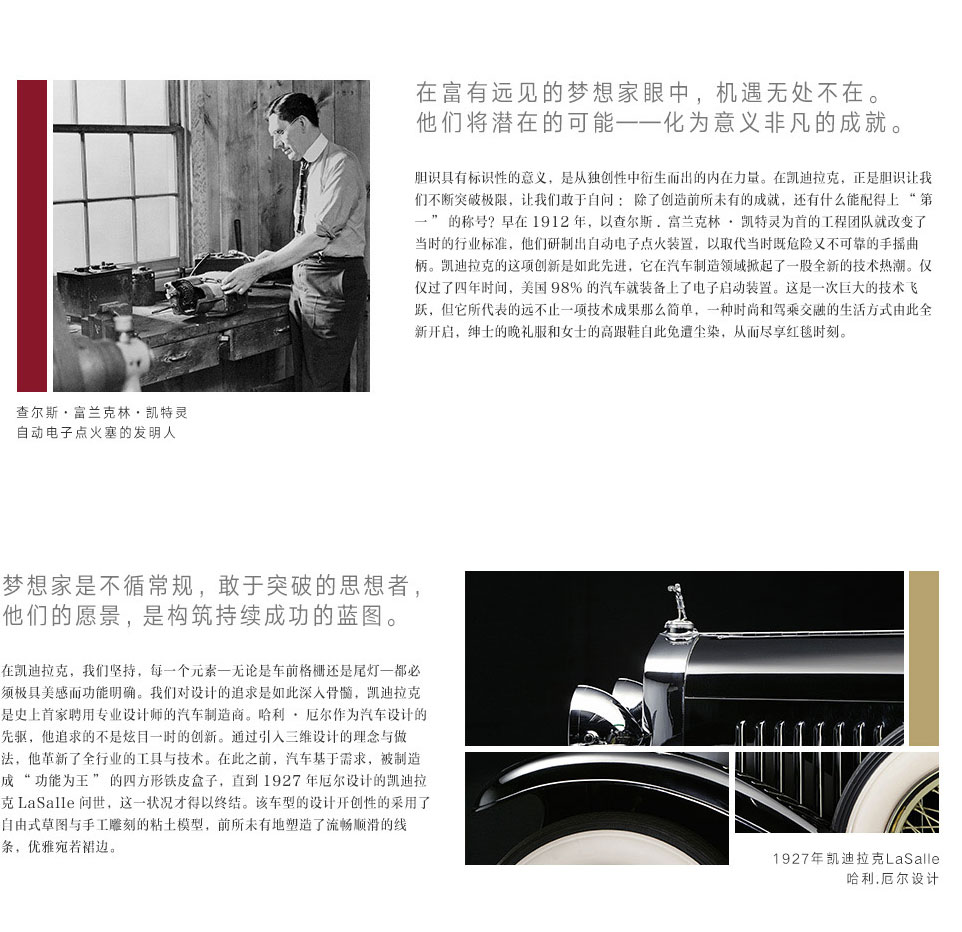 在富有远见的梦想家眼中，机遇无处不在。
他们将潜在的可能——化为意义非凡的成就。
胆识具有标识性的意义，是从独创性中衍生而出的内在力量。在凯迪拉克，正是胆识让我
们不断突破极限，让我们敢于自问： 除了创造前所未有的成就，还有什么能配得上 “ 第
一 ” 的称号？早在 1912 年，以查尔斯 . 富兰克林 · 凯特灵为首的工程团队就改变了
当时的行业标准，他们研制出自动电子点火装置，以取代当时既危险又不可靠的手摇曲
柄。凯迪拉克的这项创新是如此先进，它在汽车制造领域掀起了一股全新的技术热潮。仅
仅过了四年时间，美国 98% 的汽车就装备上了电子启动装置。这是一次巨大的技术飞
跃，但它所代表的远不止一项技术成果那么简单，一种时尚和驾乘交融的生活方式由此全
新开启，绅士的晚礼服和女士的高跟鞋自此免遭尘染，从而尽享红毯时刻。
查尔斯·富兰克林·凯特灵
自动电子点火塞的发明人
梦想家是不循常规，敢于突破的思想者，
他们的愿景，是构筑持续成功的蓝图。
在凯迪拉克，我们坚持，每一个元素—无论是车前格栅还是尾灯—都必
须极具美感而功能明确。我们对设计的追求是如此深入骨髓，凯迪拉克
是史上首家聘用专业设计师的汽车制造商。哈利 · 厄尔作为汽车设计的
先驱，他追求的不是炫目一时的创新。通过引入三维设计的理念与做
法，他革新了全行业的工具与技术。在此之前，汽车基于需求，被制造
成 “ 功能为王 ” 的四方形铁皮盒子，直到 1927 年厄尔设计的凯迪拉
克 LaSalle 问世，这一状况才得以终结。该车型的设计开创性的采用了
自由式草图与手工雕刻的粘土模型，前所未有地塑造了流畅顺滑的线
条，优雅宛若裙边。
1927年凯迪拉克LaSalle
哈利.厄尔设计